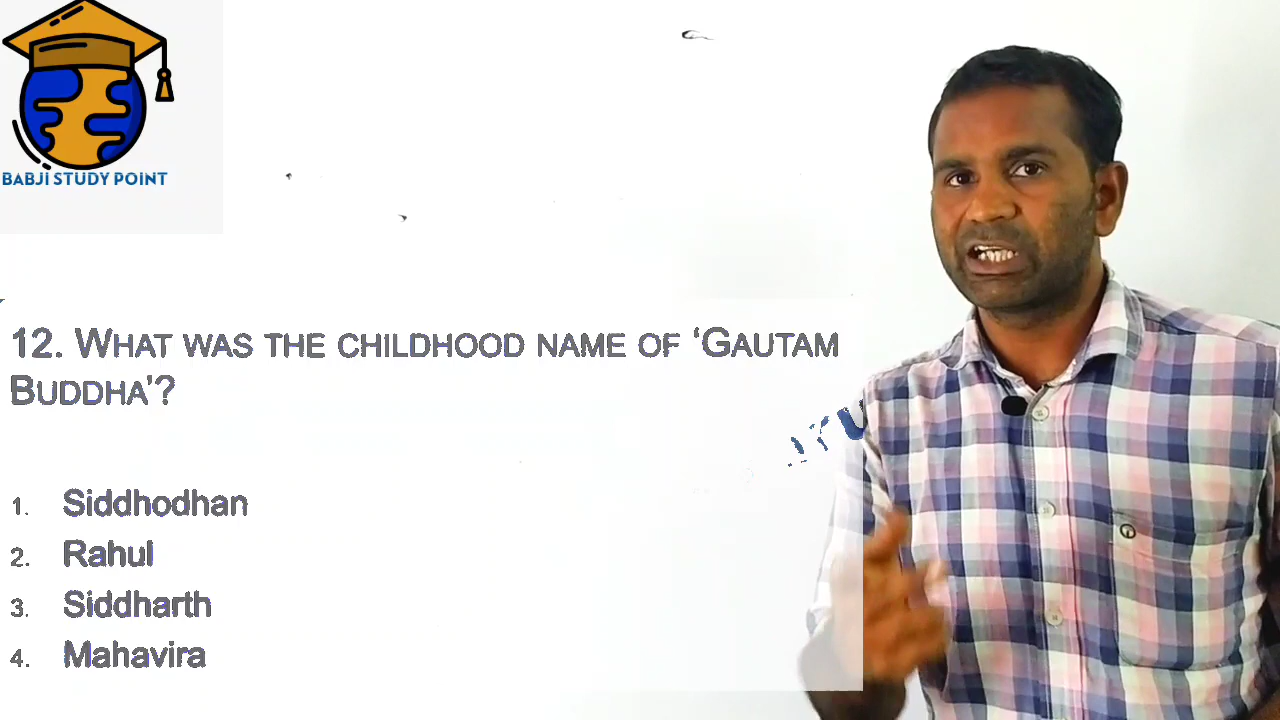 BABJI STUDY POINT
12. WHAT WAS THE CHILDHOOD NAME OF ‘GAUTAM
BUDDHA’?
1. Siddhodhan
2. Rahul
3. Siddharth
4. Mahavira